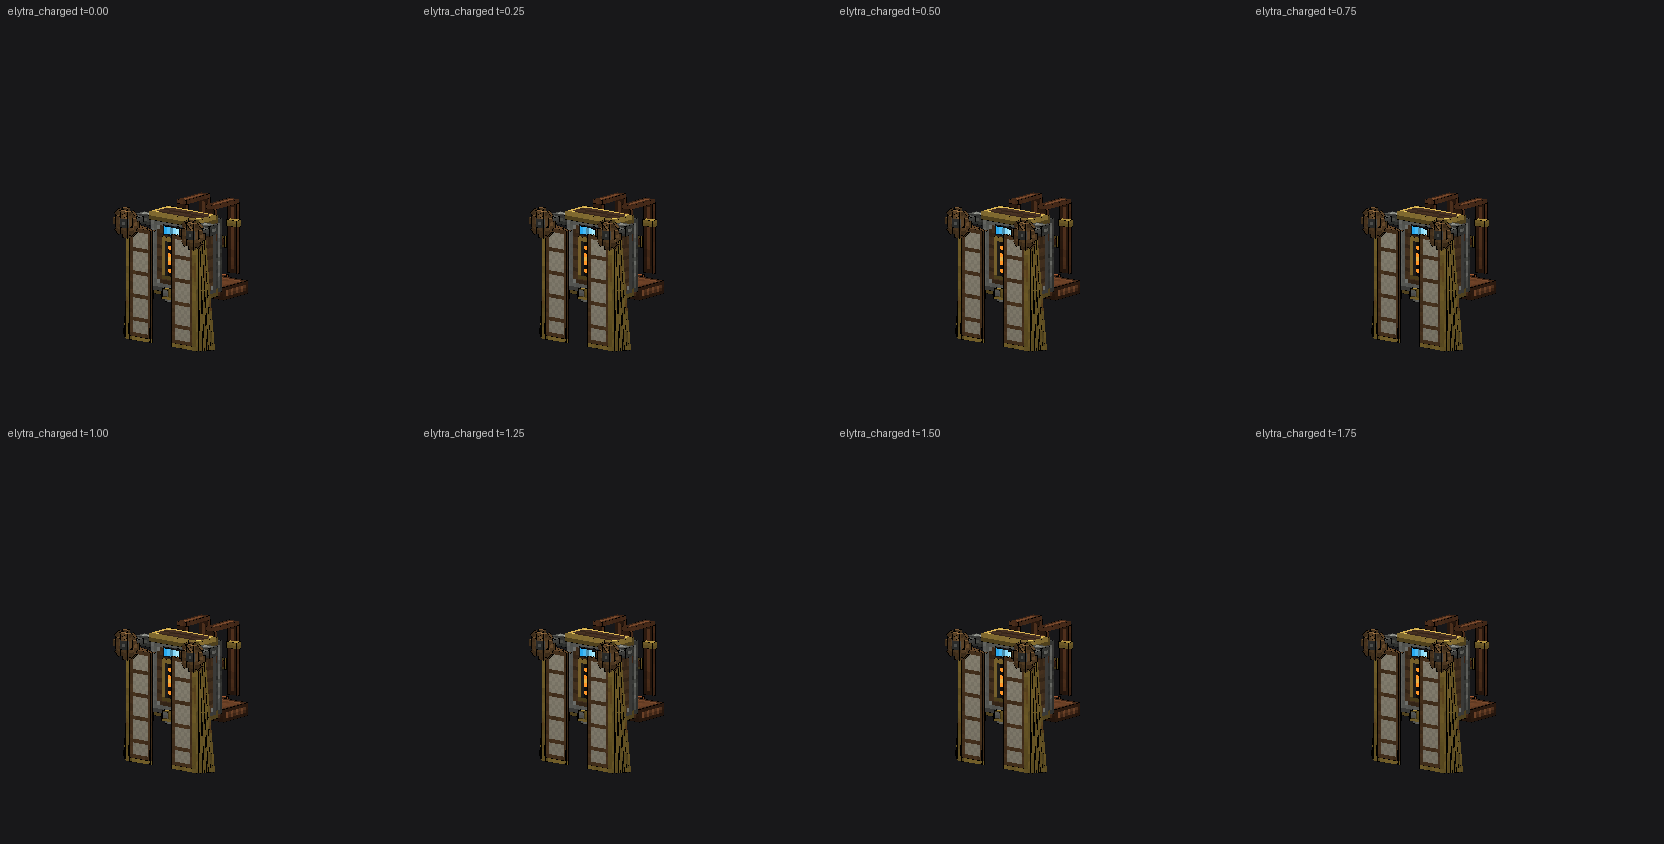 elytra_charged t=0.00
elytra_charged t=0.25
elytra_charged t=0.50
elytra_charged t=0.75
elytra_charged t=1.00
elytra_charged t=1.25
elytra_charged t=1.50
elytra_charged t=1.75